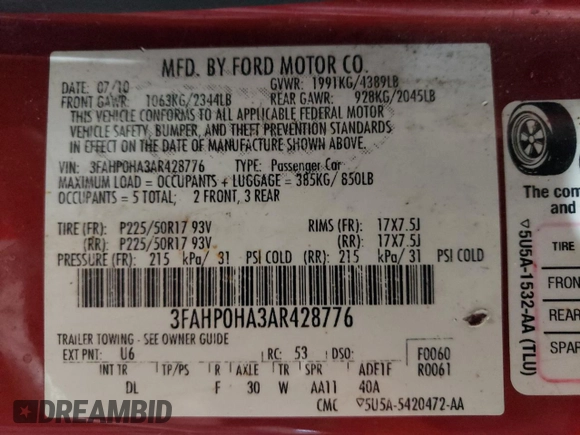 MFD. BY FORD MOTOR CO.
DATE: 07/10 GVWR: 1991KG/4389LB
FRONT GAWR: 1063KG/2344LB REAR GAWR: 928KG/2045LB
THIS VEHICLE CONFORMS TO ALL APPLICABLE FEDERAL MOTOR
VEHICLE SAFETY, BUMPER, AND THEFT PREVENTION STANDARDS
IN EFFECT ON THE DATE OF MANUFACTURE SHOWN ABOVE.
VIN: 3FAHP0HA3AR428776 TYPE: Passenger Car
MAXIMUM LOAD = OCCUPANTS + LUGGAGE = 385KG/ 850LB
OCCUPANTS = 5 TOTAL; 2 FRONT, 3 REAR
TIRE (FR): P225/50R17 93V RIMS (FR): 17X7.5J
(RR): P225/50R17 93V (RR): 17X7.5J
PRESSURE (FR): 215 kPa/ 31 PSI COLD (RR): 215 kPa/ 31 PSI COLD
3FAHP0HA3AR428776
TRAILER TOWING - SEE OWNER GUIDE
EXT PNT: U6 RC: 53 DSO: F0060
INT TR TP/PS R AXLE TR SPR ADE1F R0061
DL F 30 W AA11 40A
CMC 5U5A-5420472-AA
The com
and
TIRE
FRON
REAR
SPAR
5U5A-1532-AA (TLU)
DREAMBID